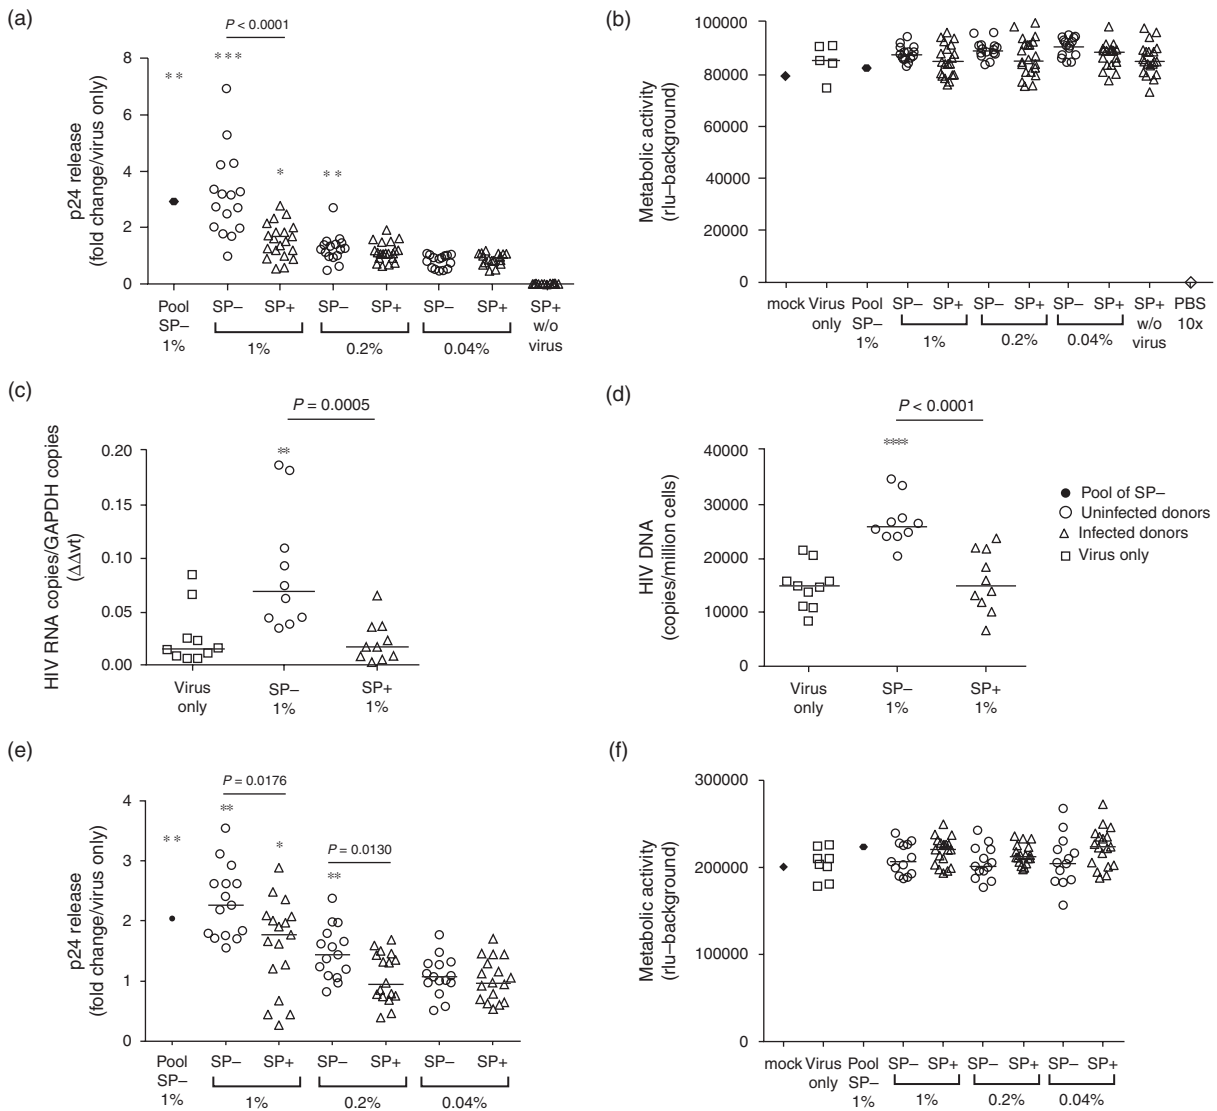 (a)
P < 0.0001
***
**
*
**
p24 release
(fold change/virus only)
8
6
4
2
0
Pool
SP–
1%
SP– SP+ SP– SP+ SP– SP+ SP+
w/o
virus
1% 0.2% 0.04%
(b)
Metabolic activity
(rlu–background)
100000
80000
60000
40000
20000
0
mock Virus
only
Pool
SP–
1%
SP– SP+ SP– SP+ SP– SP+ SP+
w/o
virus
PBS
10x
1% 0.2% 0.04%
(c)
P = 0.0005
**
HIV RNA copies/GAPDH copies
(ΔΔvt)
0.20
0.15
0.10
0.05
0.00
Virus
only
SP–
1%
SP+
1%
(d)
P < 0.0001
****
HIV DNA
(copies/million cells)
40000
30000
20000
10000
0
Virus
only
SP–
1%
SP+
1%
Pool of SP–
Uninfected donors
Infected donors
Virus only
(e)
P = 0.0176
**
**
*
P = 0.0130
**
p24 release
(fold change/virus only)
4
3
2
1
0
Pool
SP–
1%
SP– SP+ SP– SP+ SP– SP+
1% 0.2% 0.04%
(f)
Metabolic activity
(rlu–background)
300000
200000
100000
0
mock Virus
only
Pool
SP–
1%
SP– SP+ SP– SP+ SP– SP+
1% 0.2% 0.04%